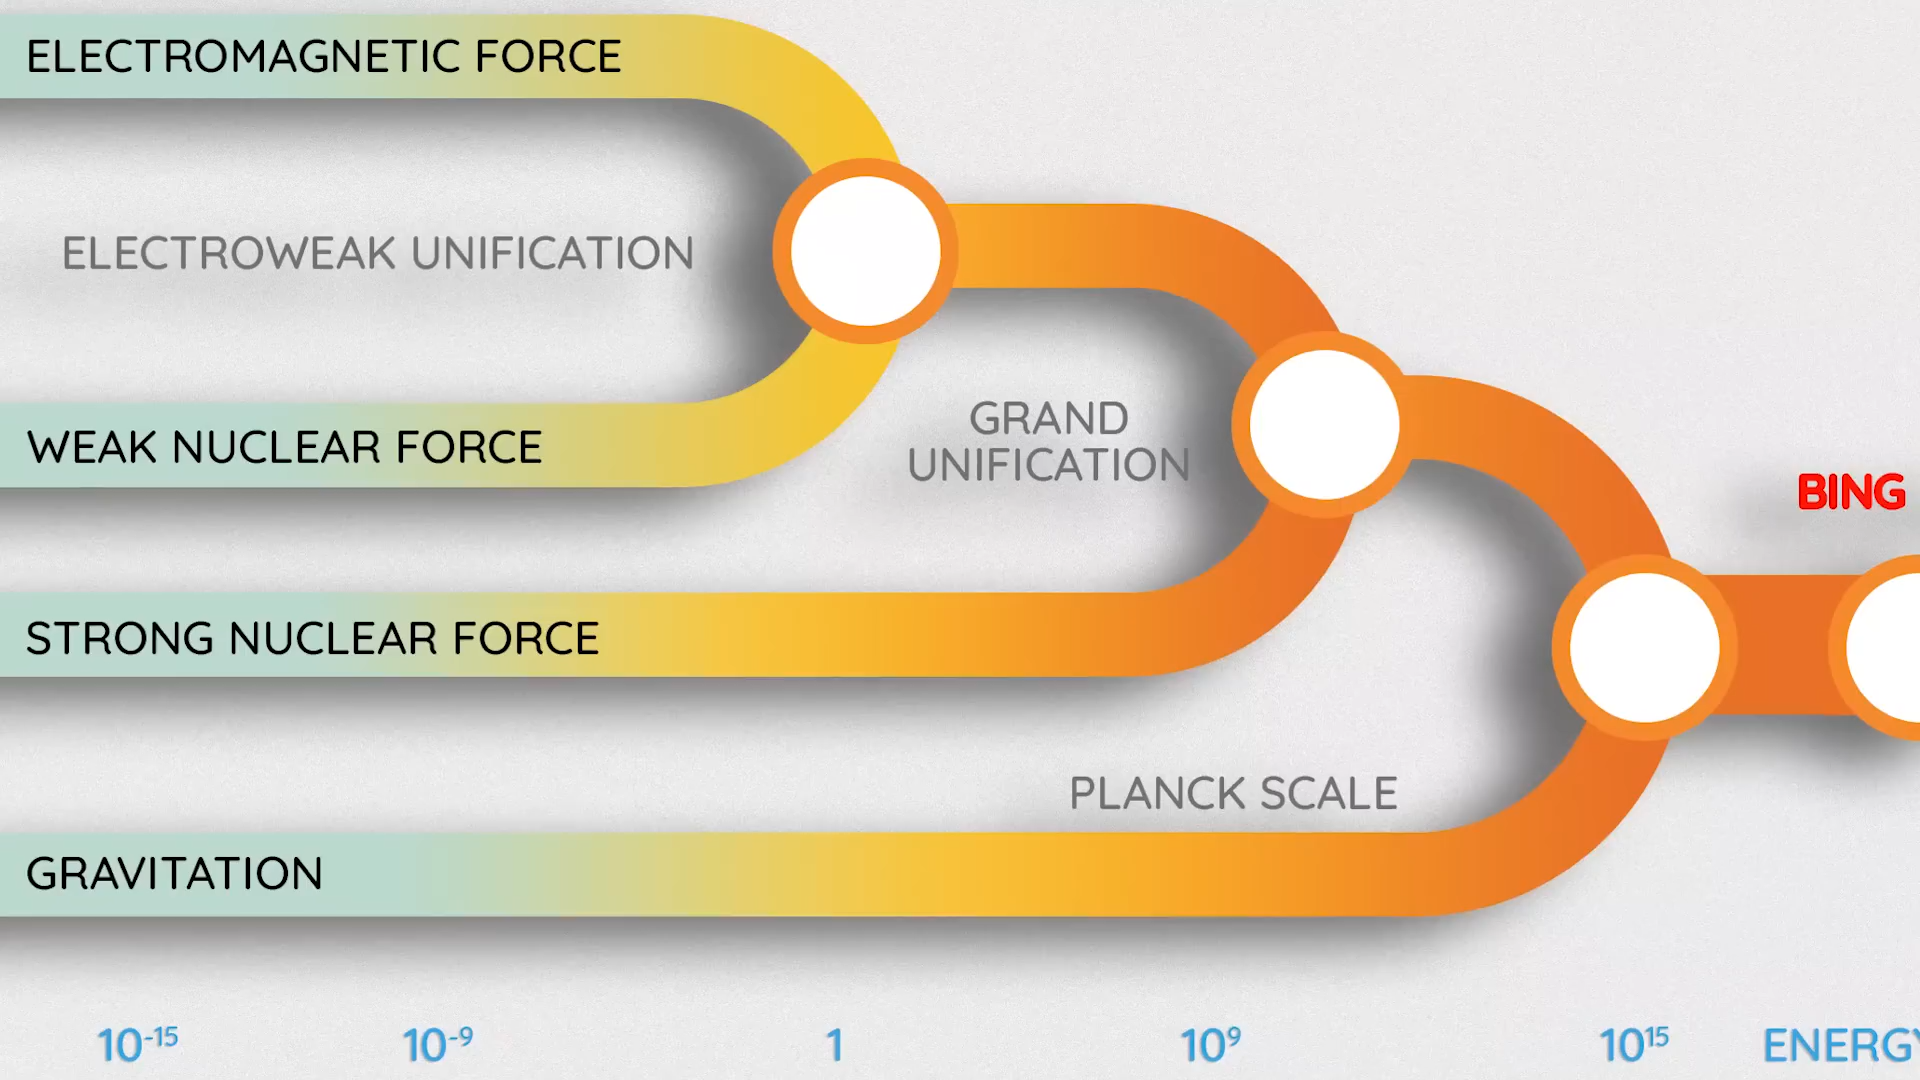 ELECTROMAGNETIC FORCE
ELECTROWEAK UNIFICATION
WEAK NUCLEAR FORCE
GRAND
UNIFICATION
BING
STRONG NUCLEAR FORCE
PLANCK SCALE
GRAVITATION
10⁻¹⁵ 10⁻⁹ 1 10⁹ 10¹⁵ ENERGY